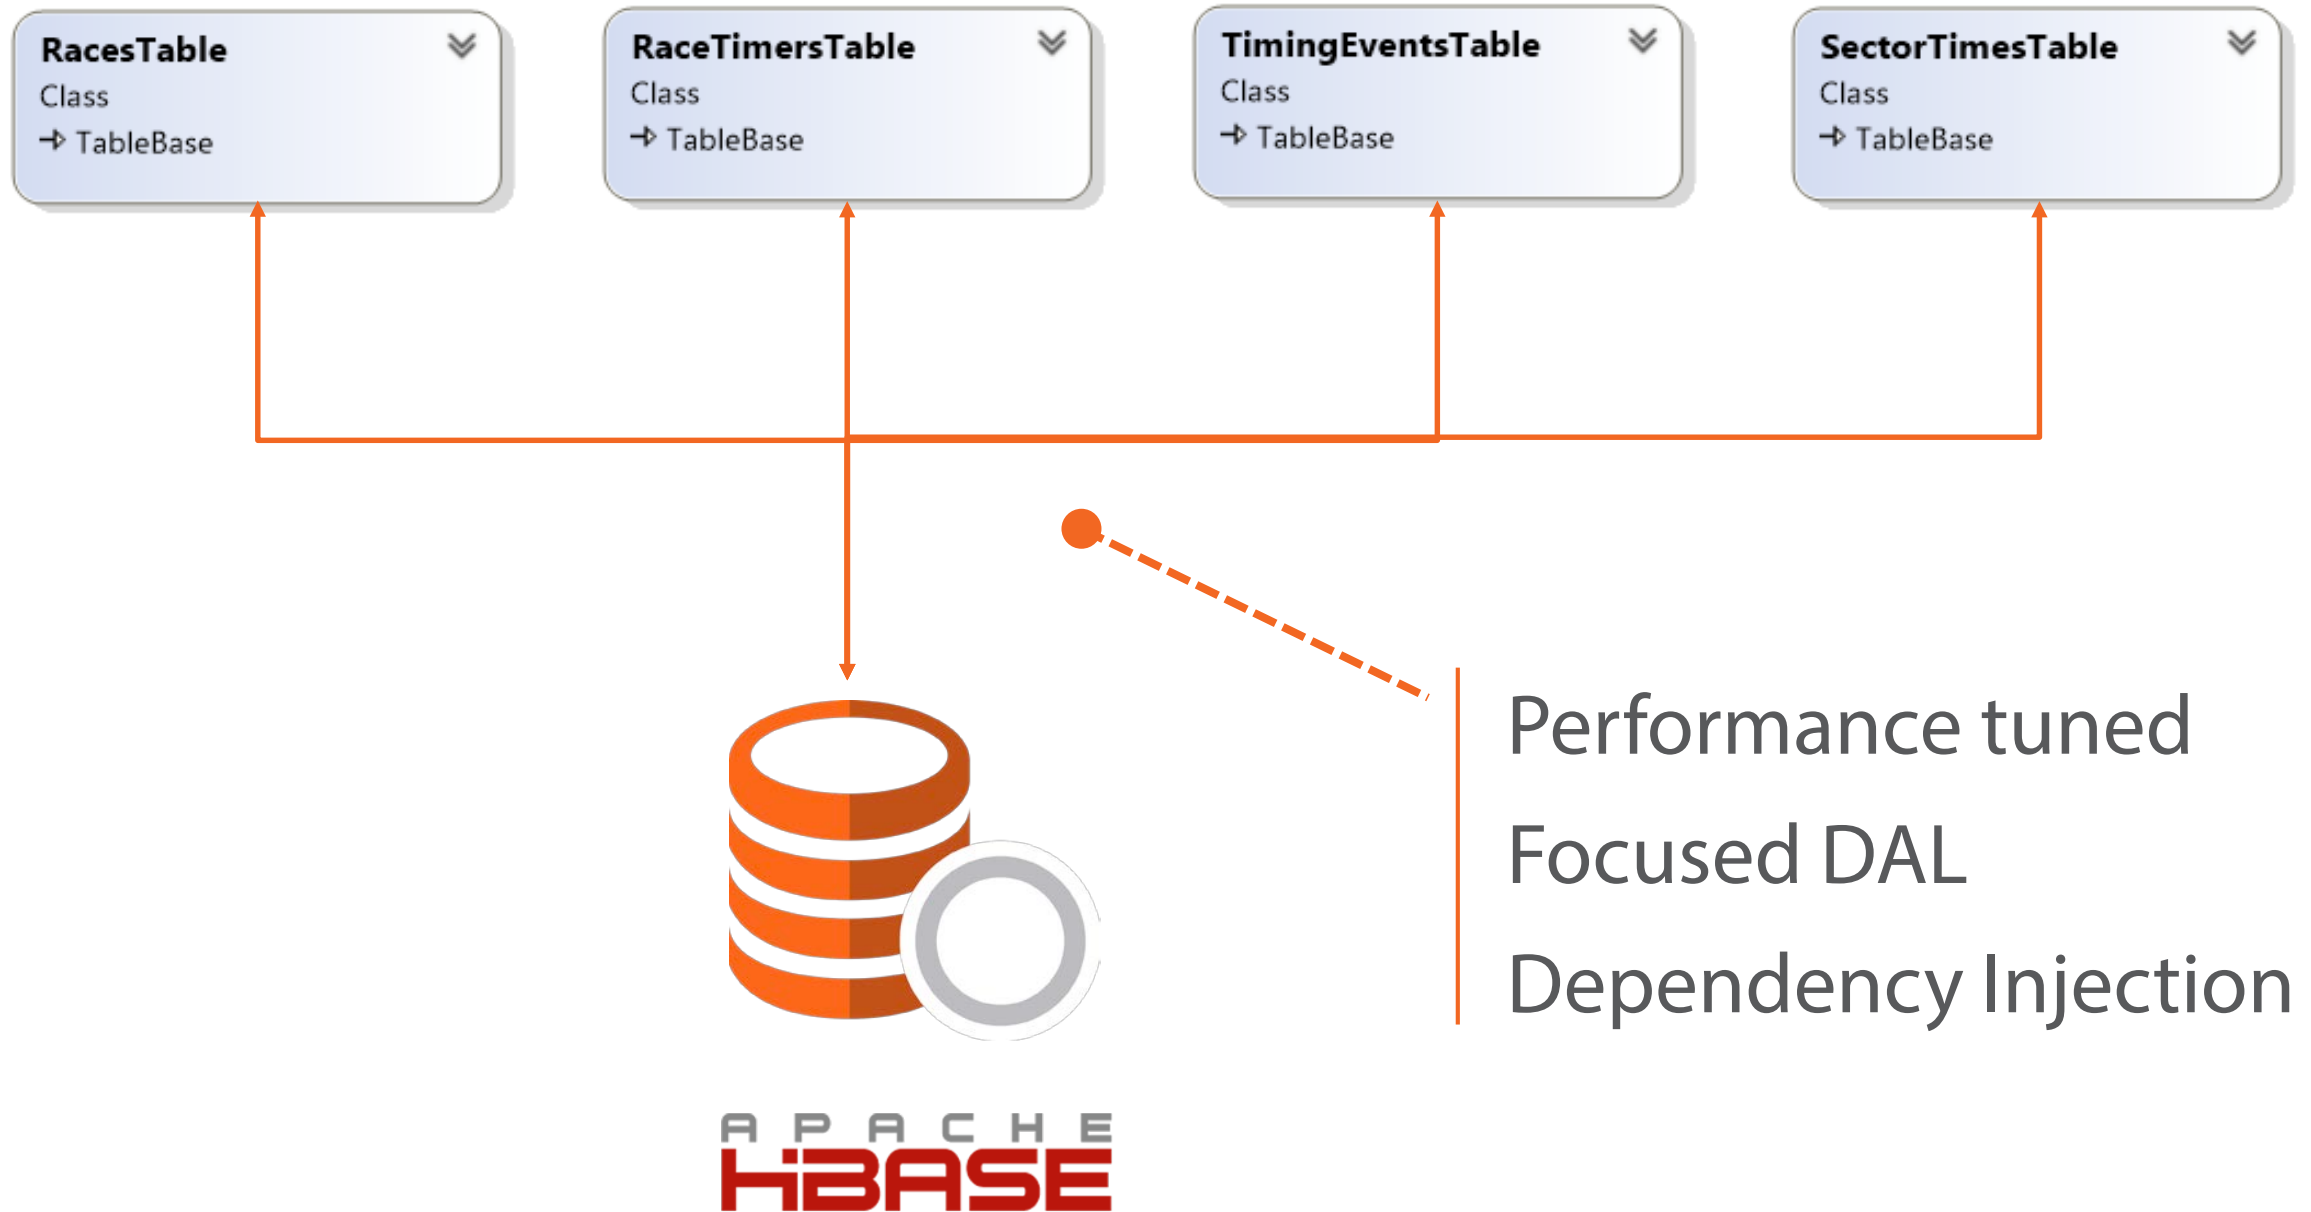 RacesTable
Class
TableBase
RaceTimersTable
Class
TableBase
TimingEventsTable
Class
TableBase
SectorTimesTable
Class
TableBase
Performance tuned
Focused DAL
Dependency Injection
APACHE
HBASE